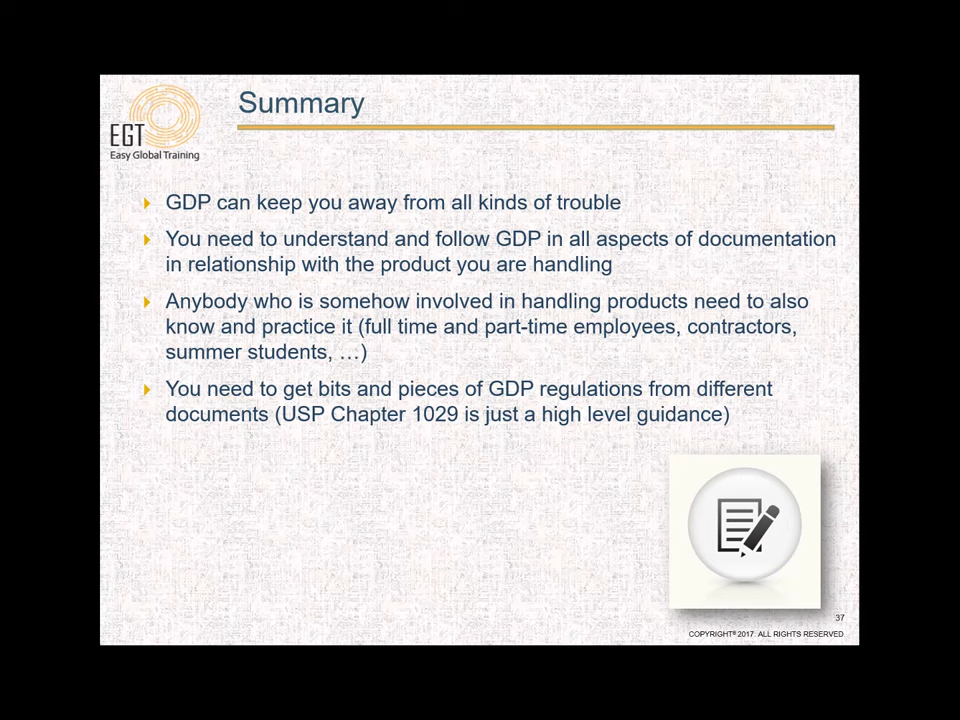 Summary
EGT
Easy Global Training
GDP can keep you away from all kinds of trouble
You need to understand and follow GDP in all aspects of documentation
in relationship with the product you are handling
Anybody who is somehow involved in handling products need to also
know and practice it (full time and part-time employees, contractors,
summer students, …)
You need to get bits and pieces of GDP regulations from different
documents (USP Chapter 1029 is just a high level guidance)
37
COPYRIGHT® 2017. ALL RIGHTS RESERVED.